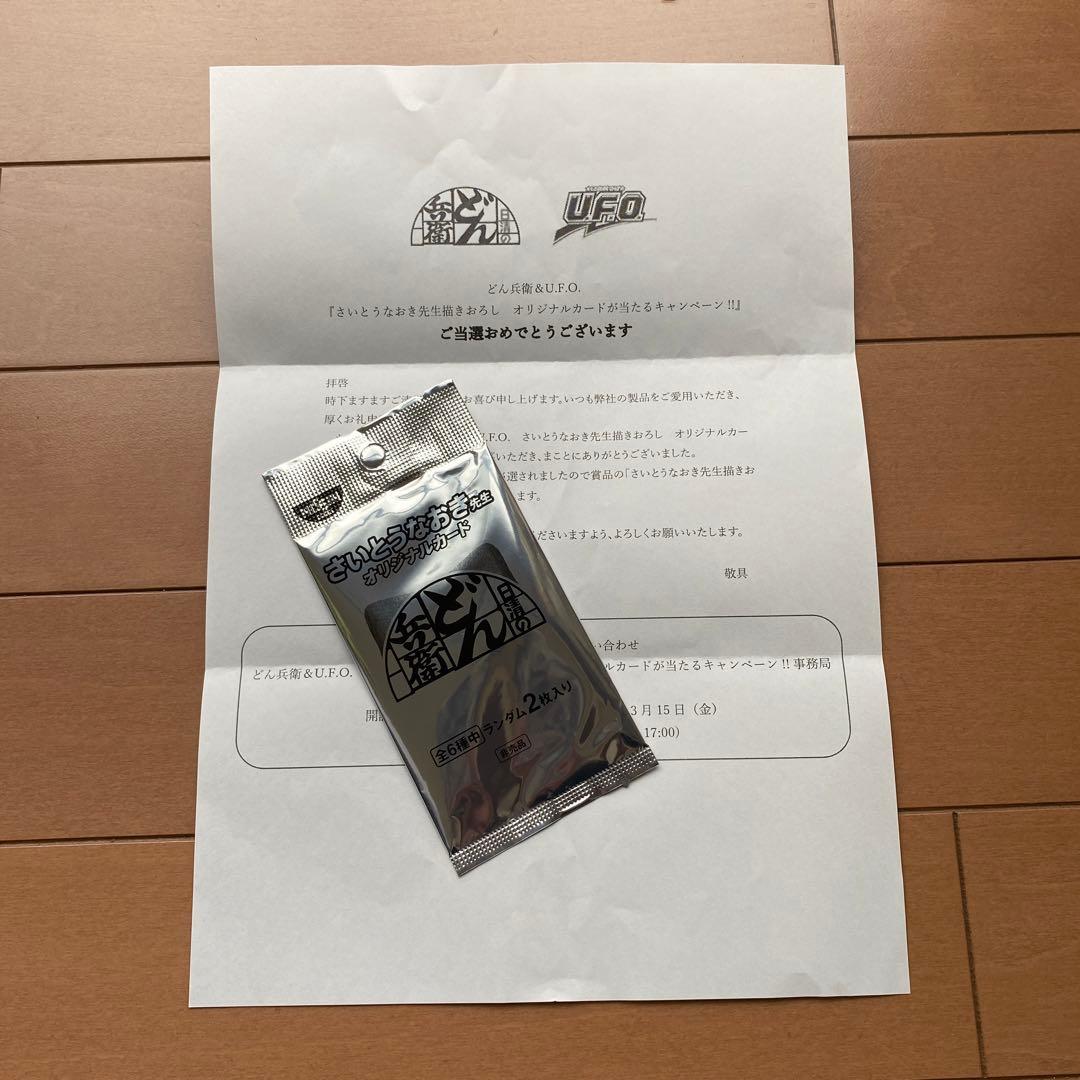 日清の
どん
兵衛
U.F.O.
どん兵衛&U.F.O.
『さいとうなおき先生描きおろし　オリジナルカードが当たるキャンペーン!!』
ご当選おめでとうございます
拝啓
時下ますますご清 お喜び申し上げます。いつも弊社の製品をご愛用いただき、
厚くお礼申
U.F.O.　さいとうなおき先生描きおろし　オリジナルカー
いただき、まことにありがとうございました。
選されましたので賞品の「さいとうなおき先生描きお
ます。
くださいますよう、よろしくお願いいたします。
敬具
い合わせ
どん兵衛&U.F.O. ルカードが当たるキャンペーン!!事務局
開設 3月15日（金）
17:00)
さいとうなおき先生
オリジナルカード
日清の
どん
兵衛
全6種中 ランダム2枚入り
非売品